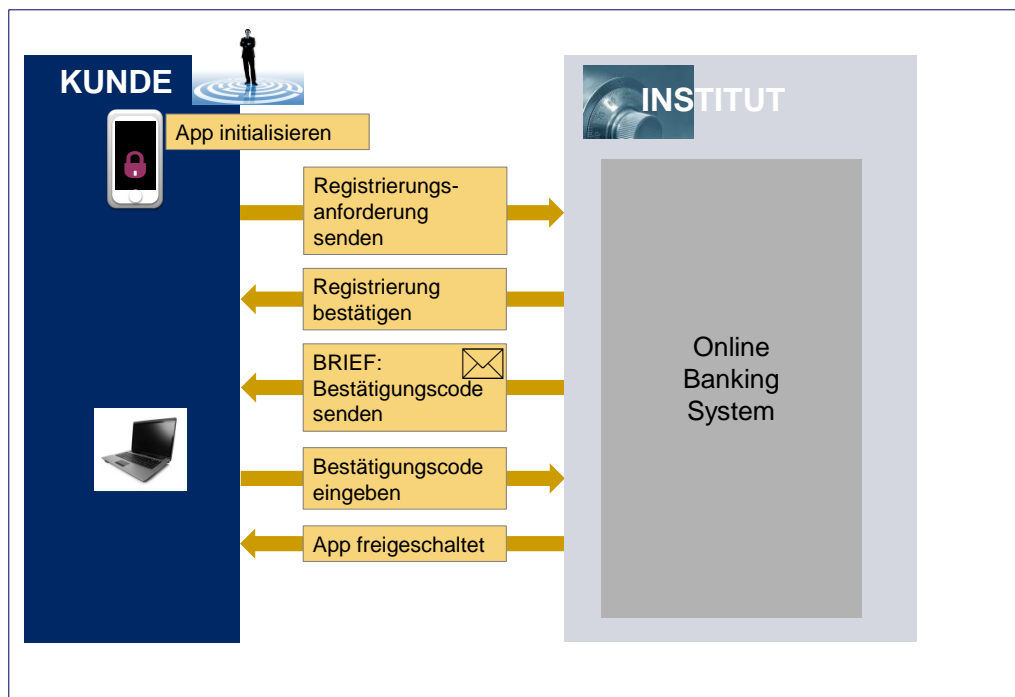 KUNDE
INSTITUT
App initialisieren
Registrierungs-
anforderung
senden
Registrierung
bestätigen
BRIEF:
Bestätigungscode
senden
Online
Banking
System
Bestätigungscode
eingeben
App freigeschaltet